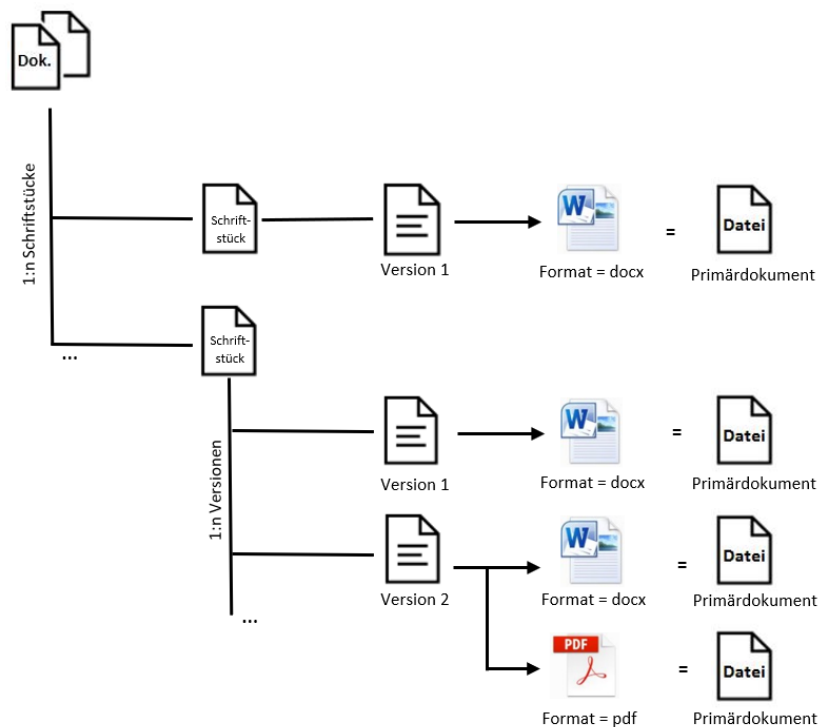 Dok.
1:n Schriftstücke
Schrift-
stück
Version 1
W
Format = docx
=
Datei
Primärdokument
...
Schrift-
stück
1:n Versionen
Version 1
W
Format = docx
=
Datei
Primärdokument
Version 2
W
Format = docx
=
Datei
Primärdokument
...
PDF
Format = pdf
=
Datei
Primärdokument